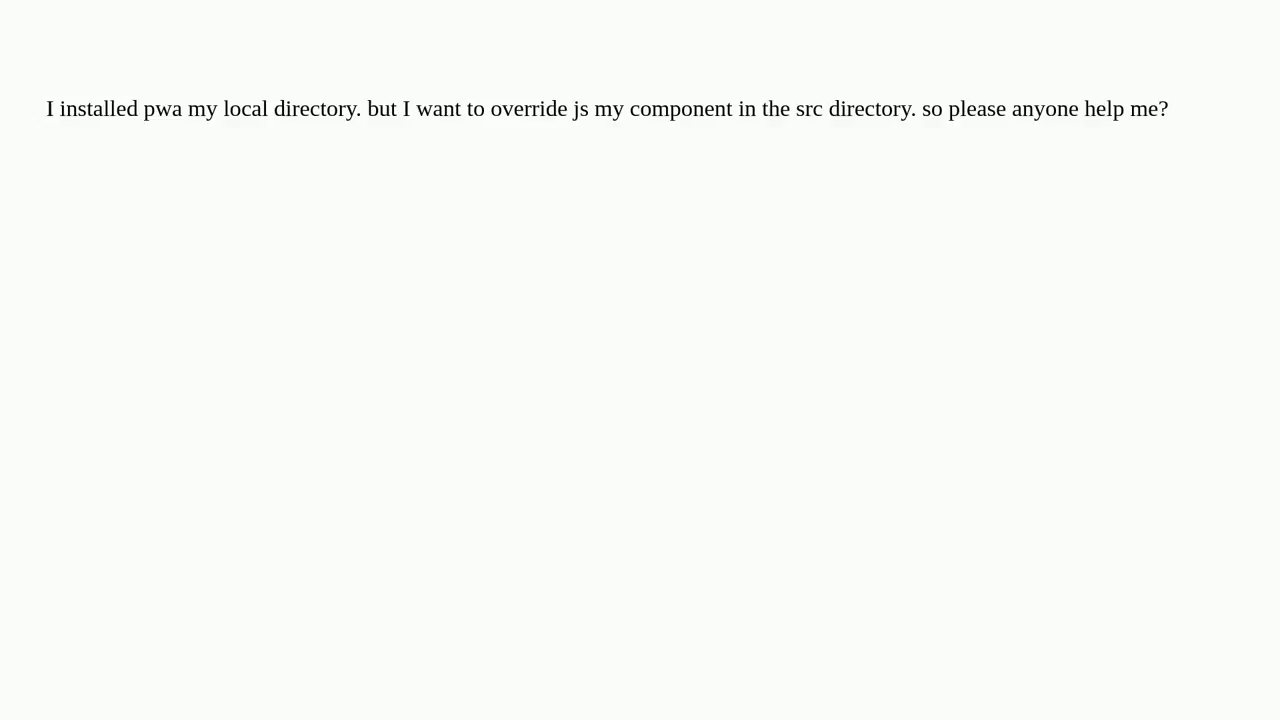 I installed pwa my local directory. but I want to override js my component in the src directory. so please anyone help me?